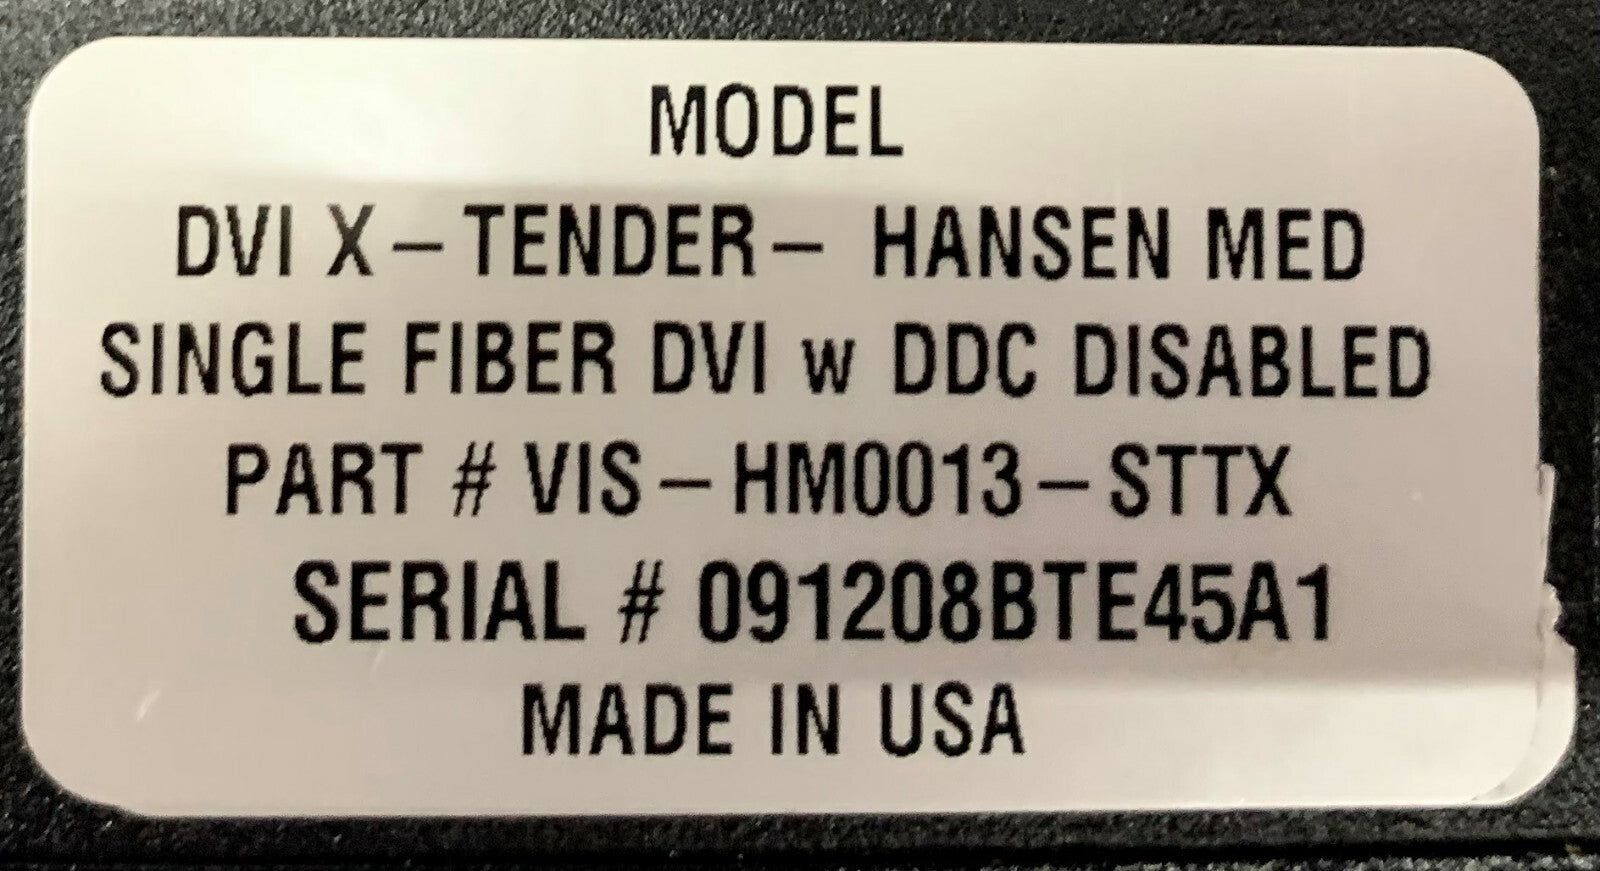 MODEL
DVI X-TENDER- HANSEN MED
SINGLE FIBER DVI w DDC DISABLED
PART # VIS-HM0013-STTX
SERIAL # 091208BTE45A1
MADE IN USA